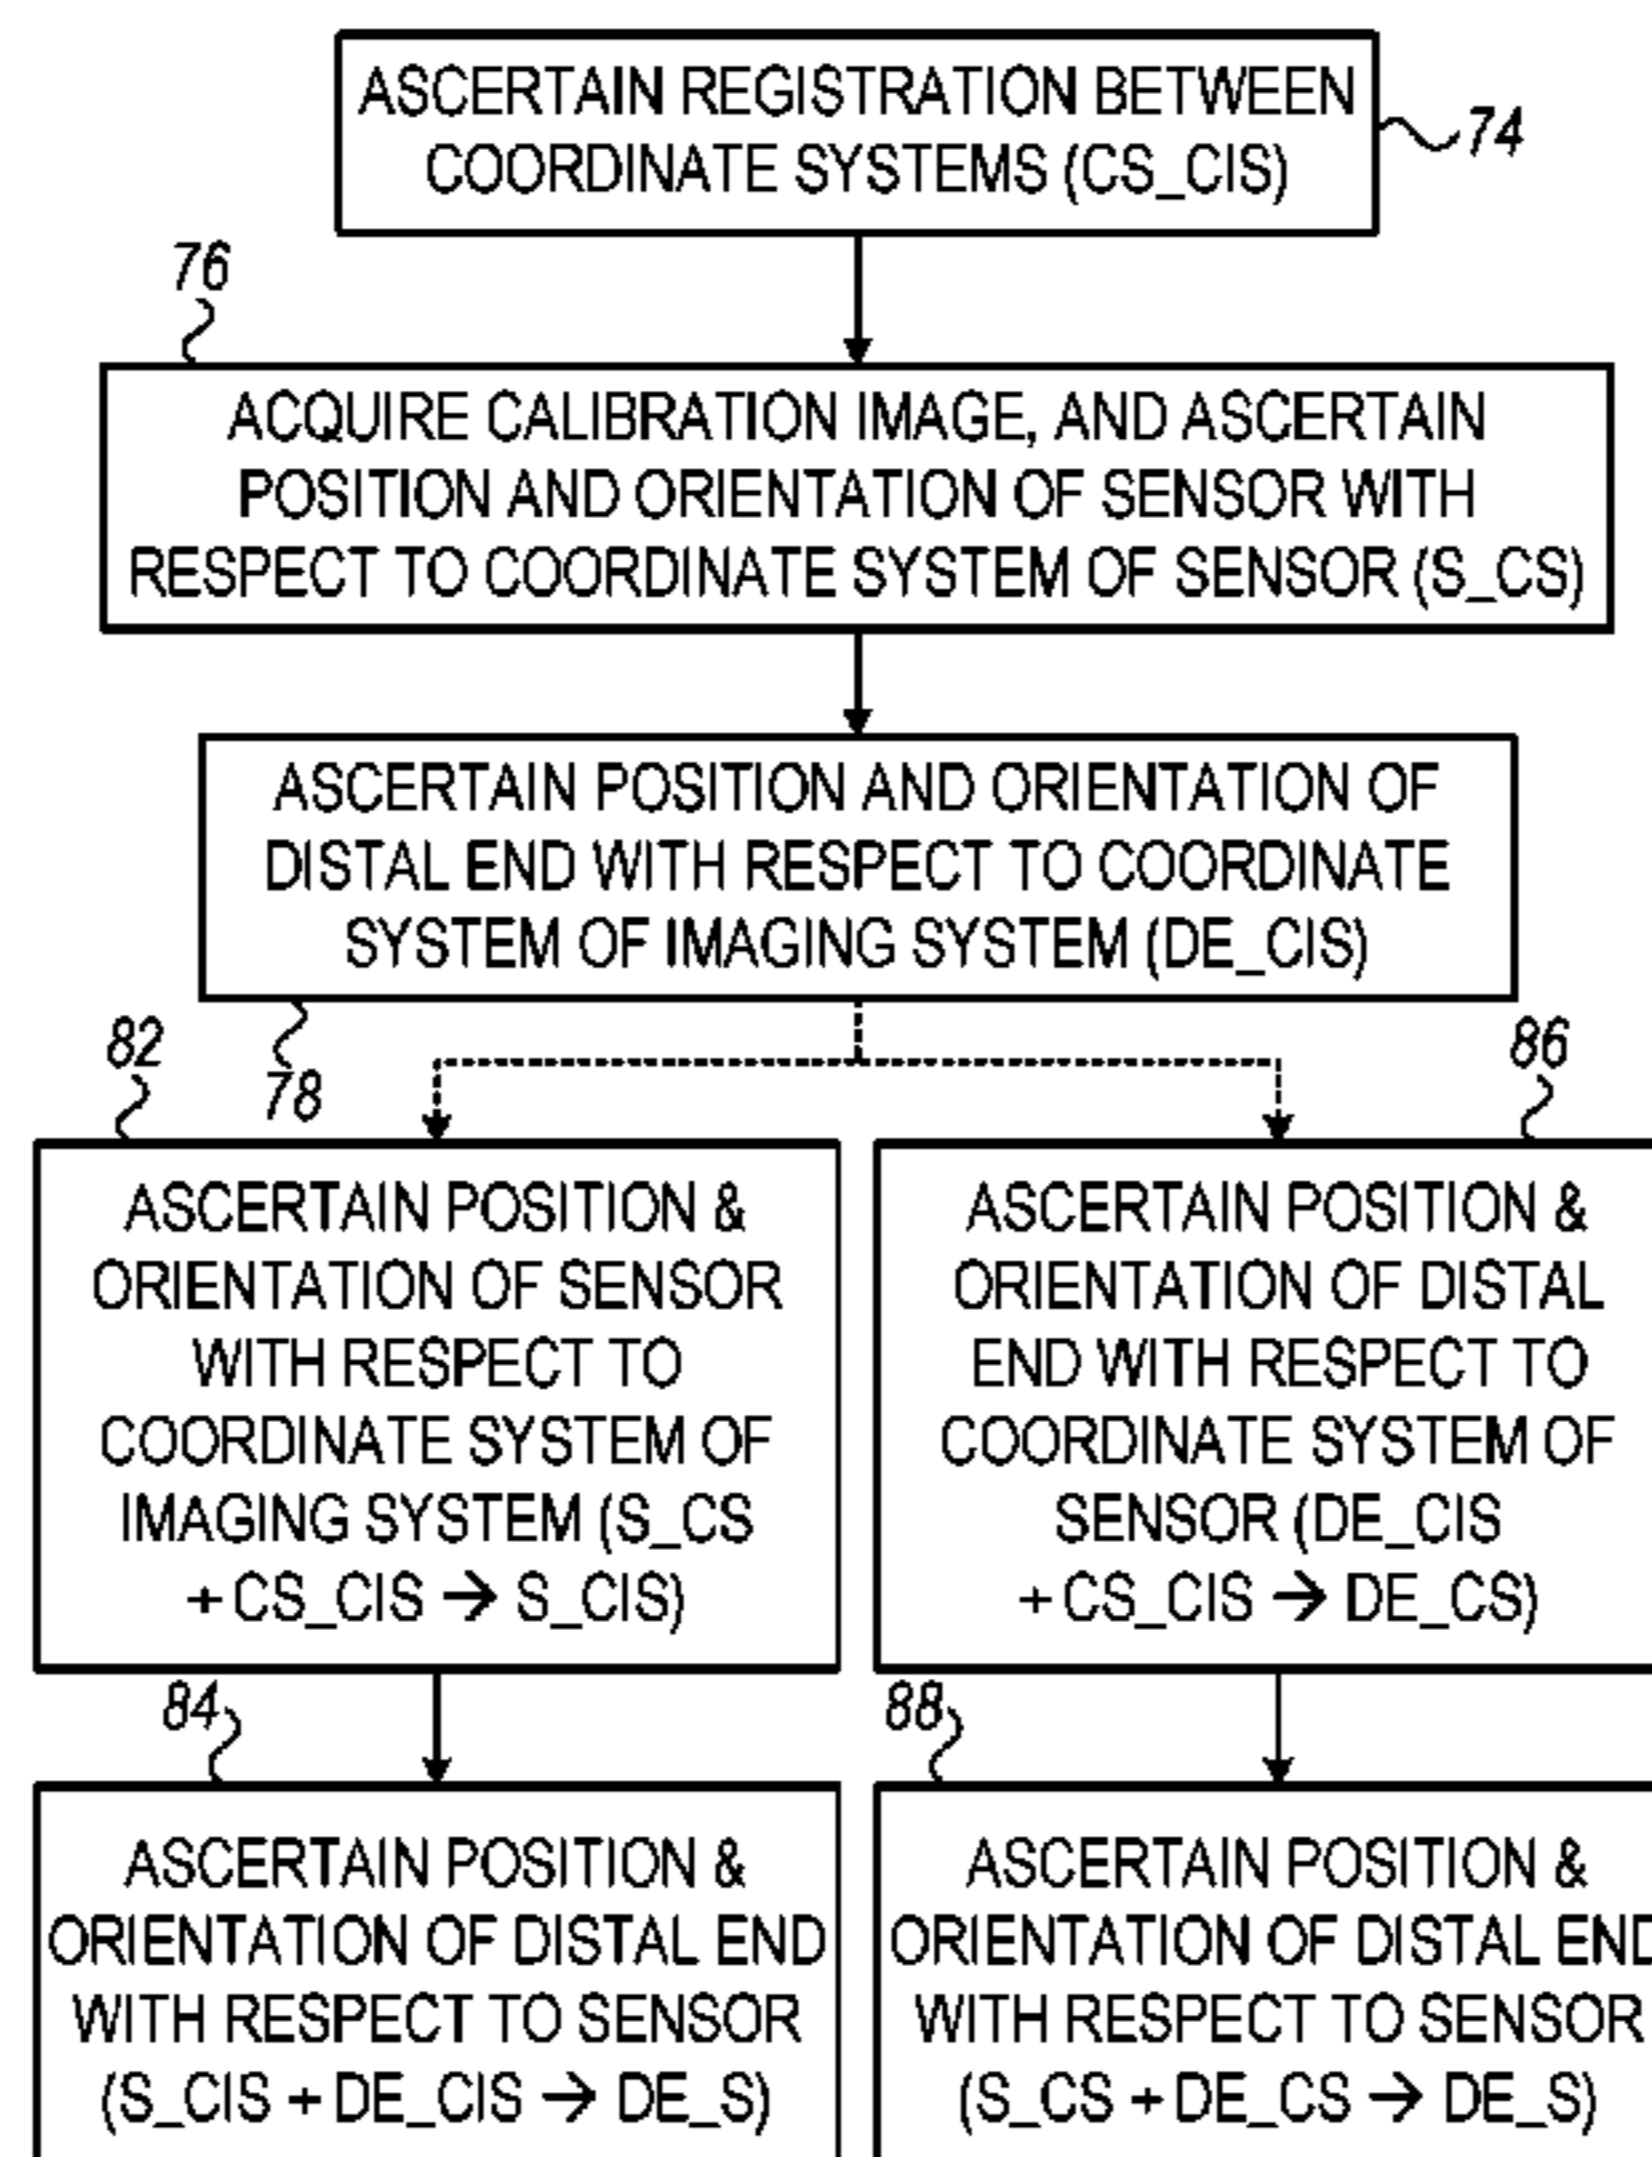 ASCERTAIN REGISTRATION BETWEEN
COORDINATE SYSTEMS (CS_CIS)
74
76
ACQUIRE CALIBRATION IMAGE, AND ASCERTAIN
POSITION AND ORIENTATION OF SENSOR WITH
RESPECT TO COORDINATE SYSTEM OF SENSOR (S_CS)
ASCERTAIN POSITION AND ORIENTATION OF
DISTAL END WITH RESPECT TO COORDINATE
SYSTEM OF IMAGING SYSTEM (DE_CIS)
78
82
ASCERTAIN POSITION &
ORIENTATION OF SENSOR
WITH RESPECT TO
COORDINATE SYSTEM OF
IMAGING SYSTEM (S_CS
+ CS_CIS → S_CIS)
86
ASCERTAIN POSITION &
ORIENTATION OF DISTAL
END WITH RESPECT TO
COORDINATE SYSTEM OF
SENSOR (DE_CIS
+ CS_CIS → DE_CS)
84
ASCERTAIN POSITION &
ORIENTATION OF DISTAL END
WITH RESPECT TO SENSOR
(S_CIS + DE_CIS → DE_S)
88
ASCERTAIN POSITION &
ORIENTATION OF DISTAL END
WITH RESPECT TO SENSOR
(S_CS + DE_CS → DE_S)